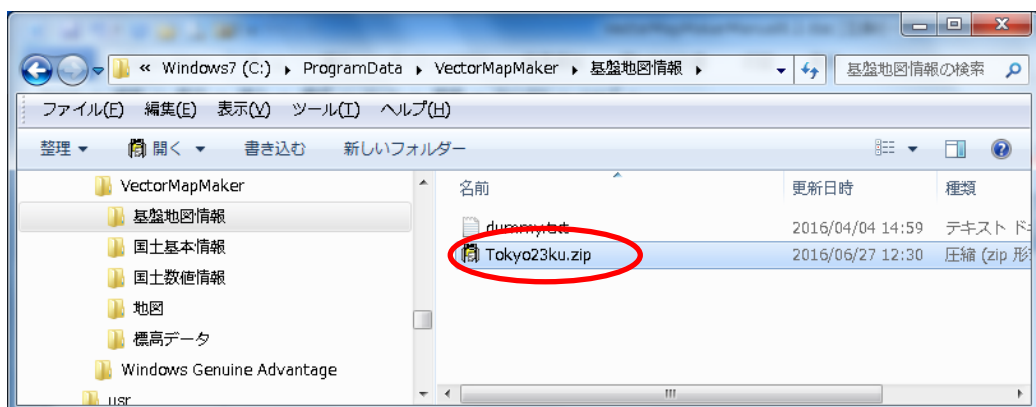 « Windows7 (C:) ▸ ProgramData ▸ VectorMapMaker ▸ 基盤地図情報 ▸
基盤地図情報の検索
ファイル(F) 編集(E) 表示(V) ツール(T) ヘルプ(H)
整理 開く 書き込む 新しいフォルダー
VectorMapMaker
基盤地図情報
国土基本情報
国土数値情報
地図
標高データ
Windows Genuine Advantage
usr
名前 更新日時 種類
dummy.txt 2016/04/04 14:59 テキスト ド
Tokyo23ku.zip 2016/06/27 12:30 圧縮 (zip 形